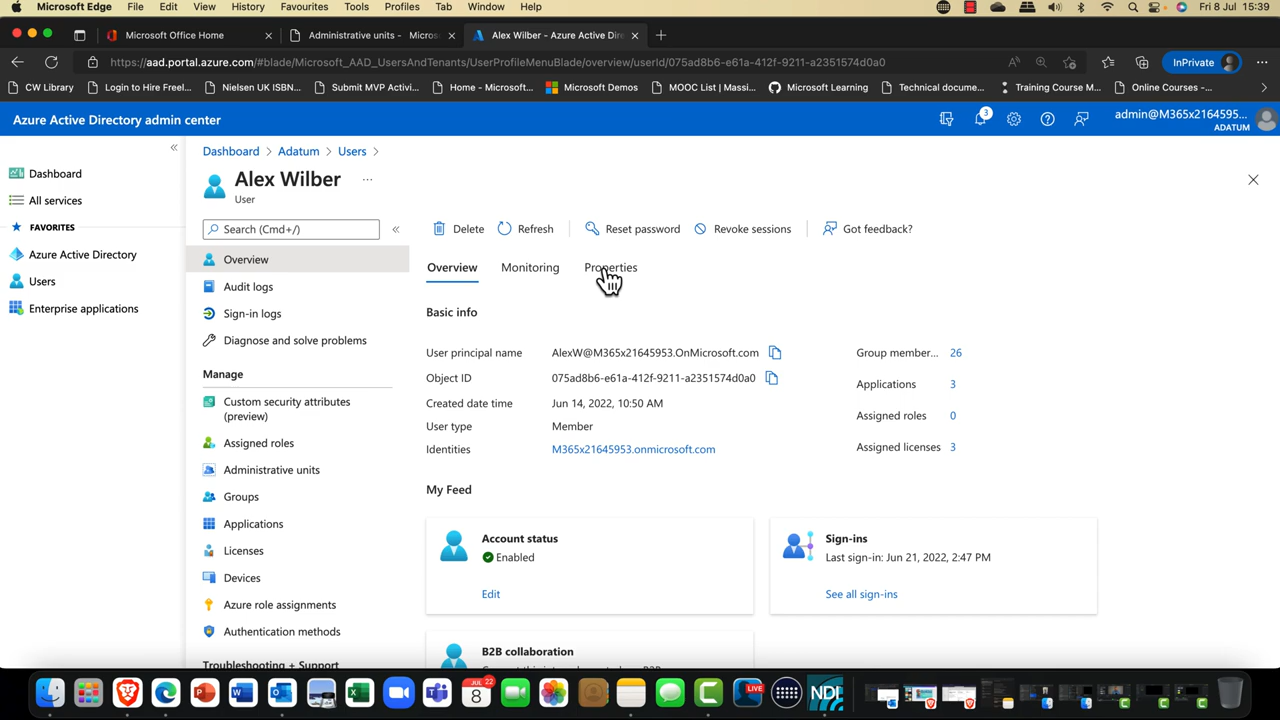 Microsoft Edge File Edit View History Favourites Tools Profiles Tab Window Help Fri 8 Jul 15:39
Microsoft Office Home Administrative units - Micros Alex Wilber - Azure Active Dire
https://aad.portal.azure.com/#blade/Microsoft_AAD_UsersAndTenants/UserProfileMenuBlade/overview/userId/075ad8b6-e61a-412f-9211-a2351574d0a0 InPrivate
CW Library Login to Hire Freel... Nielsen UK ISBN... Submit MVP Activi... Home - Microsoft... Microsoft Demos MOOC List | Massi... Microsoft Learning Technical docume... Training Course M... Online Courses -...
Azure Active Directory admin center 3 admin@M365x2164595...
ADATUM
Dashboard
All services
FAVORITES
Azure Active Directory
Users
Enterprise applications
Dashboard > Adatum > Users >
Alex Wilber ...
User
Search (Cmd+/) «
Overview
Audit logs
Sign-in logs
Diagnose and solve problems
Manage
Custom security attributes
(preview)
Assigned roles
Administrative units
Groups
Applications
Licenses
Devices
Azure role assignments
Authentication methods
Troubleshooting + Support
Delete Refresh Reset password Revoke sessions Got feedback?
Overview Monitoring Properties
Basic info
User principal name AlexW@M365x21645953.OnMicrosoft.com
Object ID 075ad8b6-e61a-412f-9211-a2351574d0a0
Created date time Jun 14, 2022, 10:50 AM
User type Member
Identities M365x21645953.onmicrosoft.com
Group member... 26
Applications 3
Assigned roles 0
Assigned licenses 3
My Feed
Account status
Enabled
Edit
Sign-ins
Last sign-in: Jun 21, 2022, 2:47 PM
See all sign-ins
B2B collaboration
JUL 22
8
LIVE
NDI